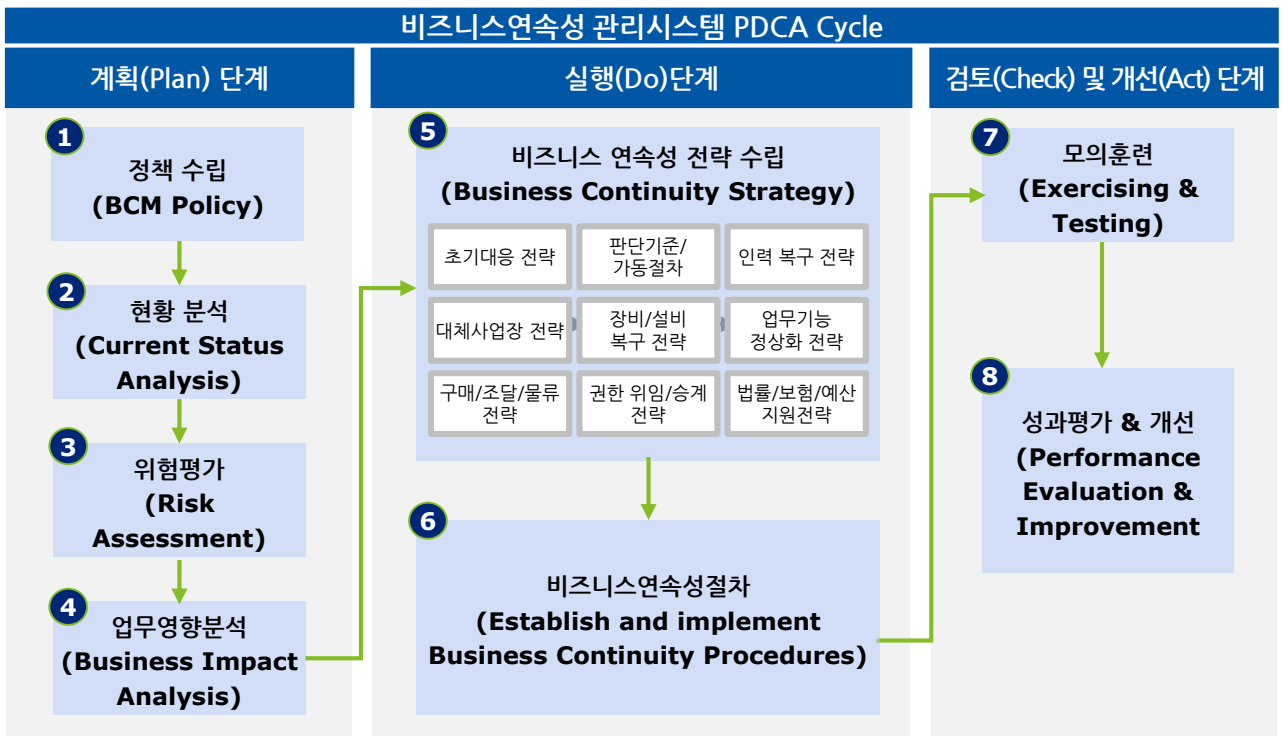 비즈니스연속성 관리시스템 PDCA Cycle
계획(Plan) 단계
1
정책 수립
(BCM Policy)
2
현황 분석
(Current Status
Analysis)
3
위험평가
(Risk
Assessment)
4
업무영향분석
(Business Impact
Analysis)
실행(Do)단계
5
비즈니스 연속성 전략 수립
(Business Continuity Strategy)
초기대응 전략
판단기준/
가동절차
인력 복구 전략
대체사업장 전략
장비/설비
복구 전략
업무기능
정상화 전략
구매/조달/물류
전략
권한 위임/승계
전략
법률/보험/예산
지원전략
6
비즈니스연속성절차
(Establish and implement
Business Continuity Procedures)
검토(Check) 및 개선(Act) 단계
7
모의훈련
(Exercising &
Testing)
8
성과평가 & 개선
(Performance
Evaluation &
Improvement